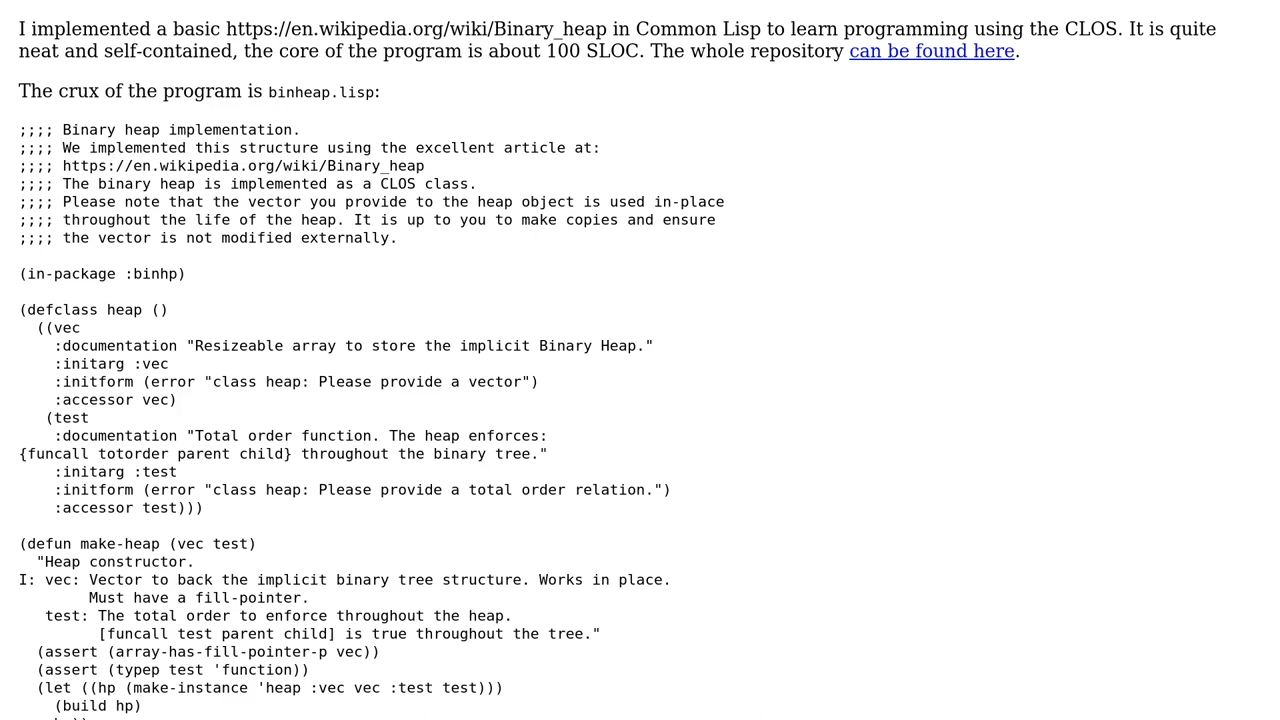 I implemented a basic https://en.wikipedia.org/wiki/Binary_heap in Common Lisp to learn programming using the CLOS. It is quite
neat and self-contained, the core of the program is about 100 SLOC. The whole repository can be found here.
The crux of the program is binheap.lisp:
;;;; Binary heap implementation.
;;;; We implemented this structure using the excellent article at:
;;;; https://en.wikipedia.org/wiki/Binary_heap
;;;; The binary heap is implemented as a CLOS class.
;;;; Please note that the vector you provide to the heap object is used in-place
;;;; throughout the life of the heap. It is up to you to make copies and ensure
;;;; the vector is not modified externally.
(in-package :binhp)
(defclass heap ()
  ((vec
    :documentation "Resizeable array to store the implicit Binary Heap."
    :initarg :vec
    :initform (error "class heap: Please provide a vector")
    :accessor vec)
   (test
    :documentation "Total order function. The heap enforces:
{funcall totorder parent child} throughout the binary tree."
    :initarg :test
    :initform (error "class heap: Please provide a total order relation.")
    :accessor test)))
(defun make-heap (vec test)
  "Heap constructor.
I: vec: Vector to back the implicit binary tree structure. Works in place.
        Must have a fill-pointer.
   test: The total order to enforce throughout the heap.
         [funcall test parent child] is true throughout the tree."
  (assert (array-has-fill-pointer-p vec))
  (assert (typep test 'function))
  (let ((hp (make-instance 'heap :vec vec :test test)))
    (build hp)